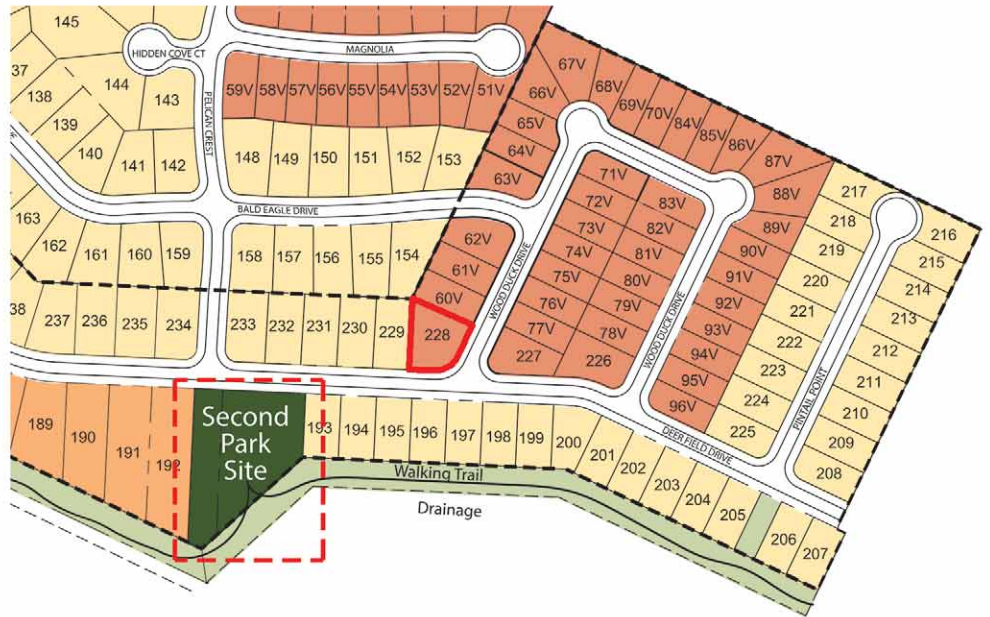 145
HIDDEN COVE CT
MAGNOLIA
37
144
143
138
139
140
141
142
PELICAN CREST
59V
58V
57V
56V
55V
54V
53V
52V
51V
148
149
150
151
152
153
67V
66V
65V
64V
63V
68V
69V
70V
84V
85V
86V
87V
88V
89V
90V
91V
92V
93V
94V
95V
96V
BALD EAGLE DRIVE
163
162
161
160
159
158
157
156
155
154
62V
61V
60V
228
WOOD DUCK DRIVE
71V
72V
73V
74V
75V
76V
77V
227
83V
82V
81V
80V
79V
78V
226
WOOD DUCK DRIVE
217
218
219
220
221
222
223
224
225
PINTAIL POINT
216
215
214
213
212
211
210
209
208
38
237
236
235
234
233
232
231
230
229
DEER FIELD DRIVE
189
190
191
192
Second
Park
Site
193
194
195
196
197
198
199
200
201
202
203
204
205
206
207
Walking Trail
Drainage